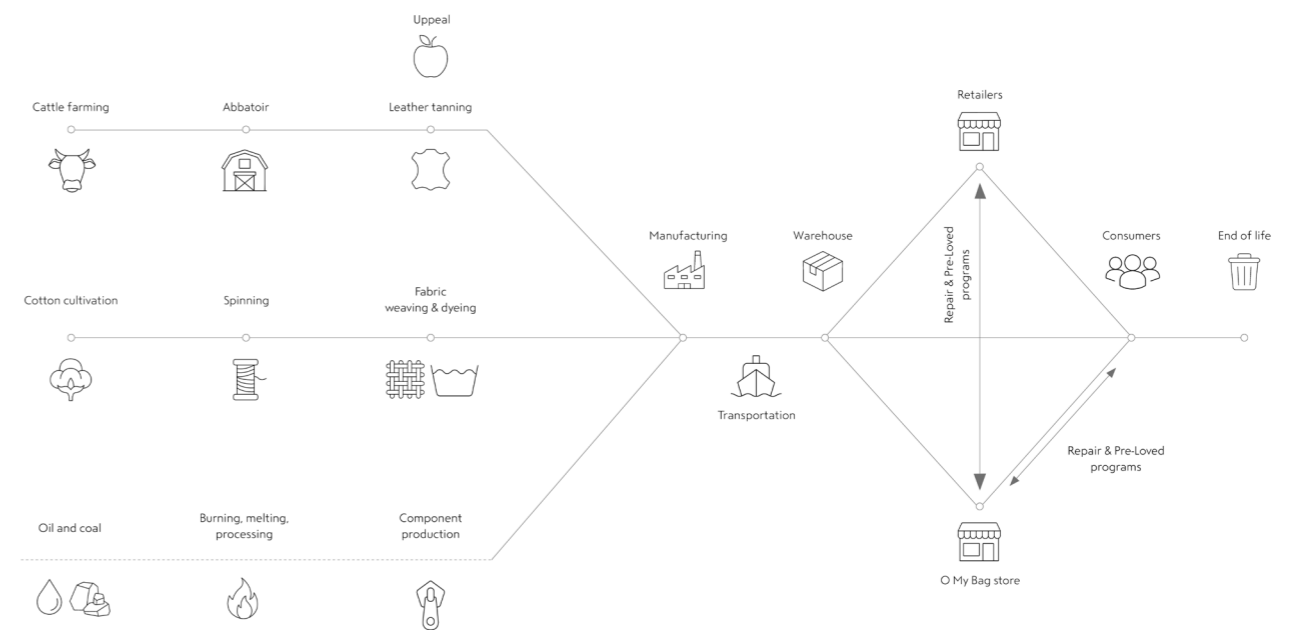 Uppeal
Cattle farming
Abbatoir
Leather tanning
Retailers
Manufacturing
Warehouse
Consumers
End of life
Repair & Pre-Loved
programs
Cotton cultivation
Spinning
Fabric
weaving & dyeing
Transportation
Repair & Pre-Loved
programs
Oil and coal
Burning, melting,
processing
Component
production
O My Bag store